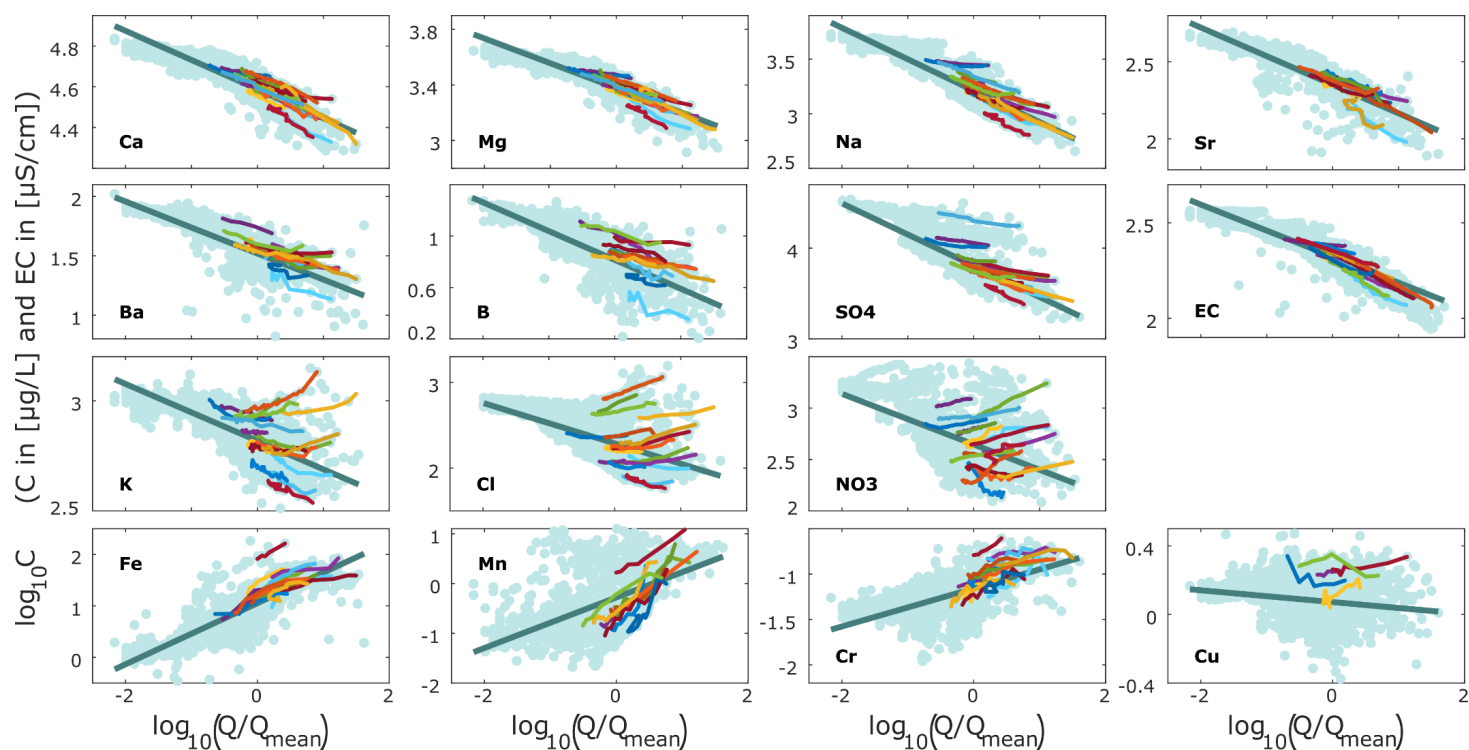 (C in [µg/L] and EC in [µS/cm])
log10C
4.8
4.6
4.4
Ca
3.8
3.4
3
Mg
3.5
3
2.5
Na
2.5
2
Sr
2
1.5
1
Ba
1
0.6
0.2
B
4
3
SO4
2.5
2
EC
3
2.5
K
3
2
Cl
3
2.5
2
NO3
2
1
0
Fe
-2
0
2
1
0
-1
-2
Mn
-2
0
2
-1
-1.5
-2
Cr
-2
0
2
0.4
0
-0.4
Cu
-2
0
2
log10(Q/Qmean)
log10(Q/Qmean)
log10(Q/Qmean)
log10(Q/Qmean)